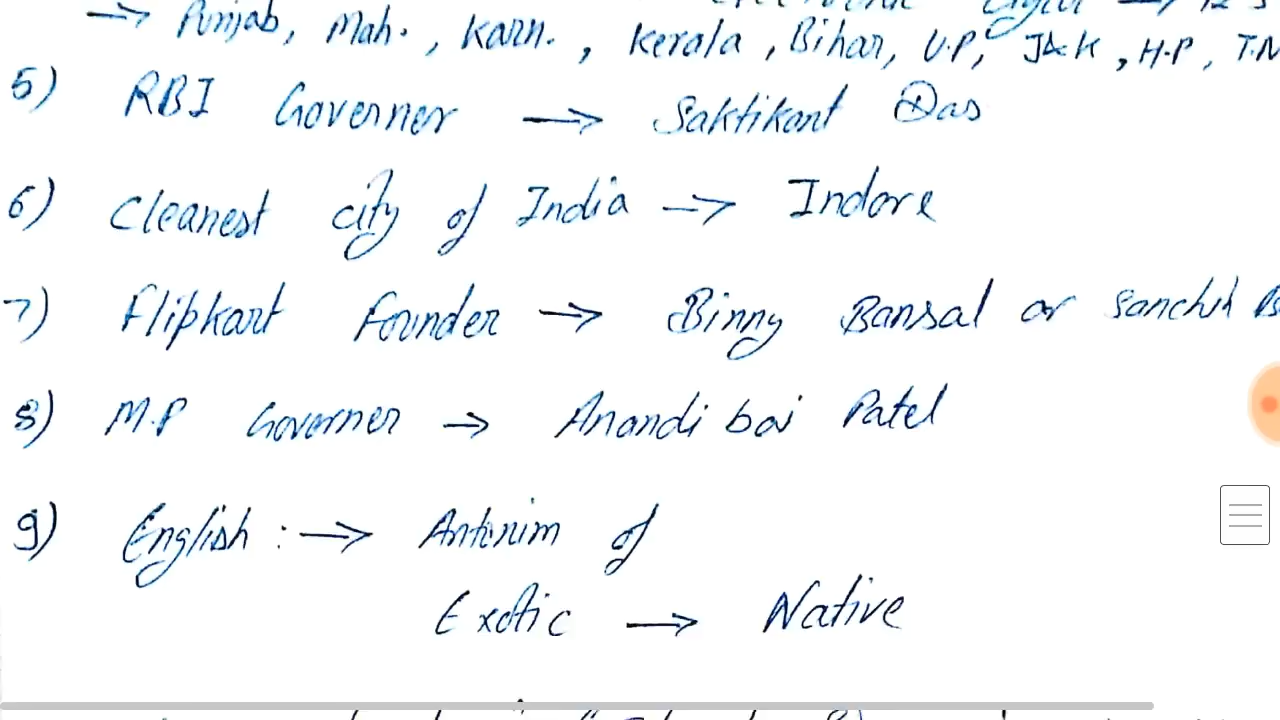 → Punjab, Mah., Karn., Kerala, Bihar, U.P, J&K, H.P, T.N
5) RBI Governer → Saktikant Das
6) Cleanest city of India → Indore
7) Flipkart Founder → Binny Bansal or Sanchit B
8) M.P Governer → Anandi bai Patel
9) English :→ Antonim of
Exotic → Native